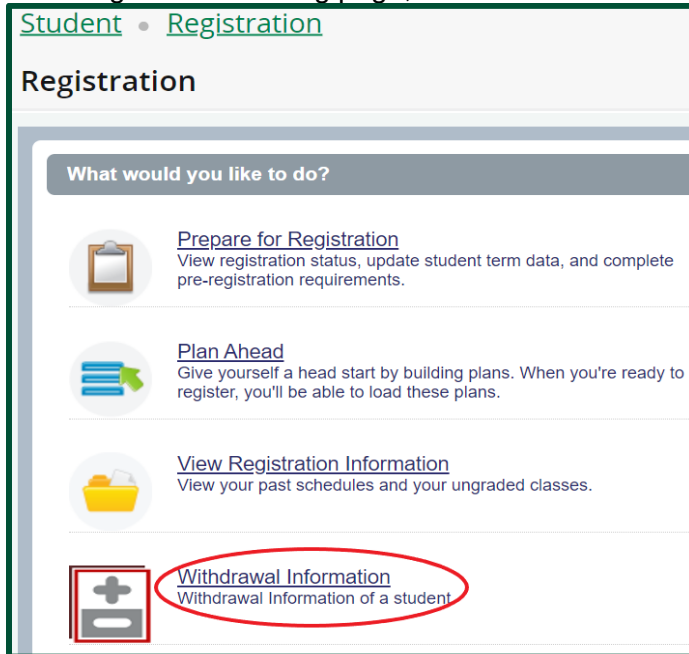 Student • Registration
Registration
What would you like to do?
Prepare for Registration
View registration status, update student term data, and complete
pre-registration requirements.
Plan Ahead
Give yourself a head start by building plans. When you're ready to
register, you'll be able to load these plans.
View Registration Information
View your past schedules and your ungraded classes.
Withdrawal Information
Withdrawal Information of a student